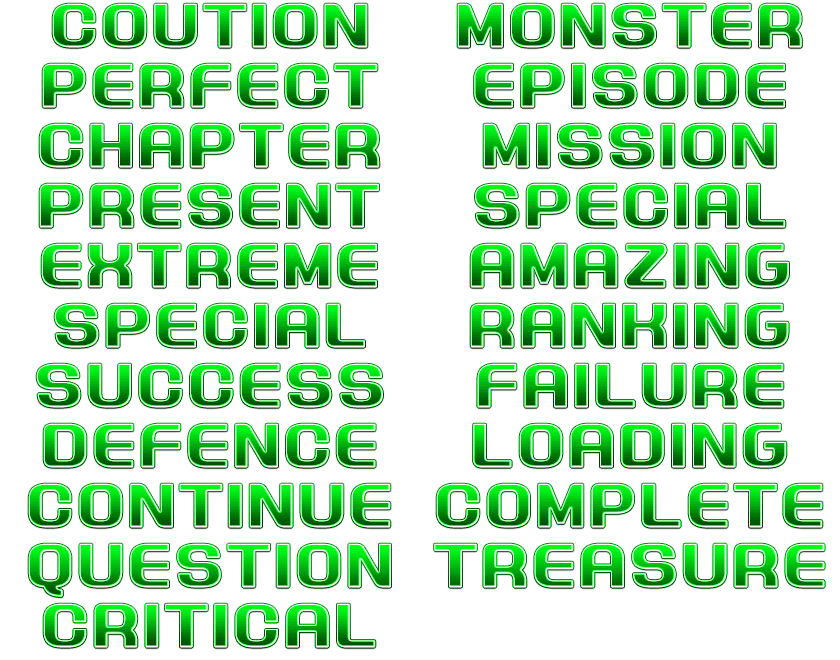 COUTION
PERFECT
CHAPTER
PRESENT
EXTREME
SPECIAL
SUCCESS
DEFENCE
CONTINUE
QUESTION
CRITICAL
MONSTER
EPISODE
MISSION
SPECIAL
AMAZING
RANKING
FAILURE
LOADING
COMPLETE
TREASURE